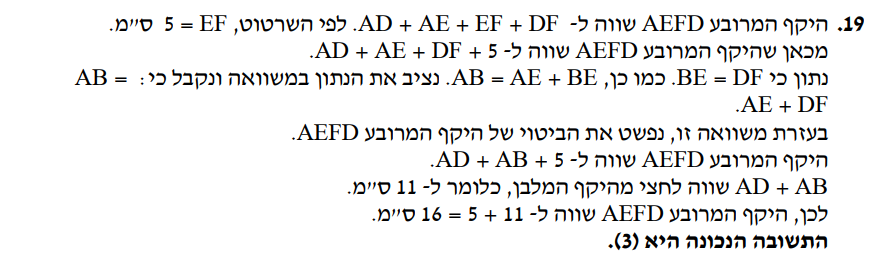 19. היקף המרובע AEFD שווה ל- AD + AE + EF + DF. לפי השרטוט, EF = 5 ס״מ.
מכאן שהיקף המרובע AEFD שווה ל- AD + AE + DF + 5.
נתון כי BE = DF. כמו כן, AB = AE + BE. נציב את הנתון במשוואה ונקבל כי: AB =
AE + DF.
בעזרת משוואה זו, נפשט את הביטוי של היקף המרובע AEFD.
היקף המרובע AEFD שווה ל- AD + AB + 5.
AD + AB שווה לחצי מהיקף המלבן, כלומר ל- 11 ס״מ.
לכן, היקף המרובע AEFD שווה ל- 11 + 5 = 16 ס״מ.
התשובה הנכונה היא (3).